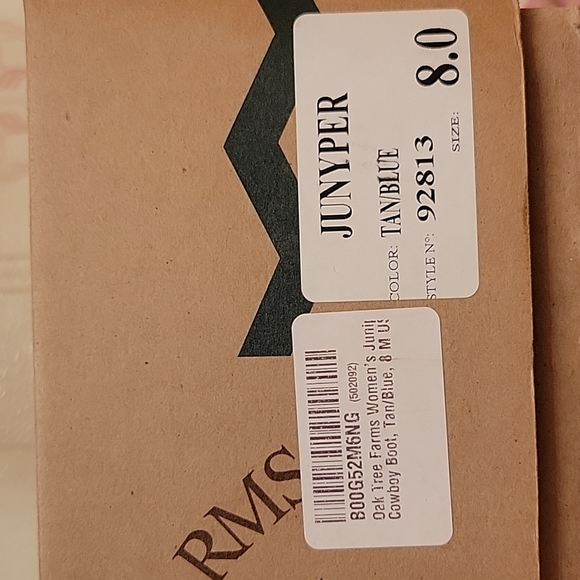 JUNYPER
COLOR: TAN/BLUE
STYLE Nº: 92813
SIZE: 8.0
B00G52M6NG (502092)
Oak Tree Farms Women's Juni
Cowboy Boot, Tan/Blue, 8 M US
RMS